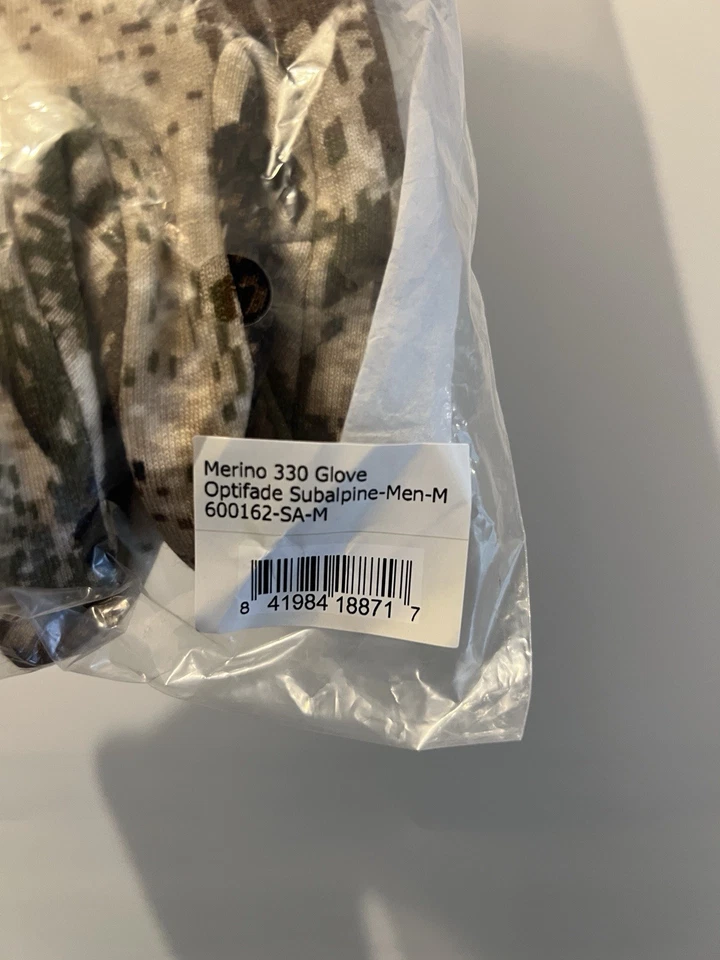 Merino 330 Glove
Optifade Subalpine-Men-M
600162-SA-M
8 41984 18871 7